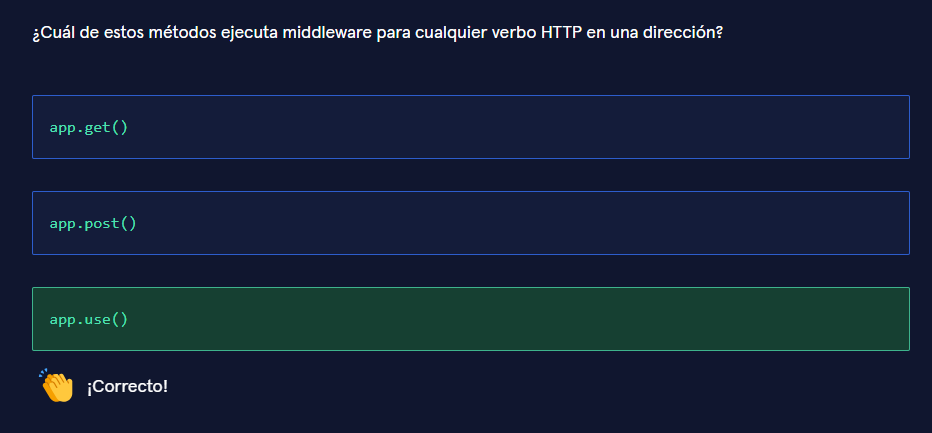 ¿Cuál de estos métodos ejecuta middleware para cualquier verbo HTTP en una dirección?
app.get()
app.post()
app.use()
¡Correcto!